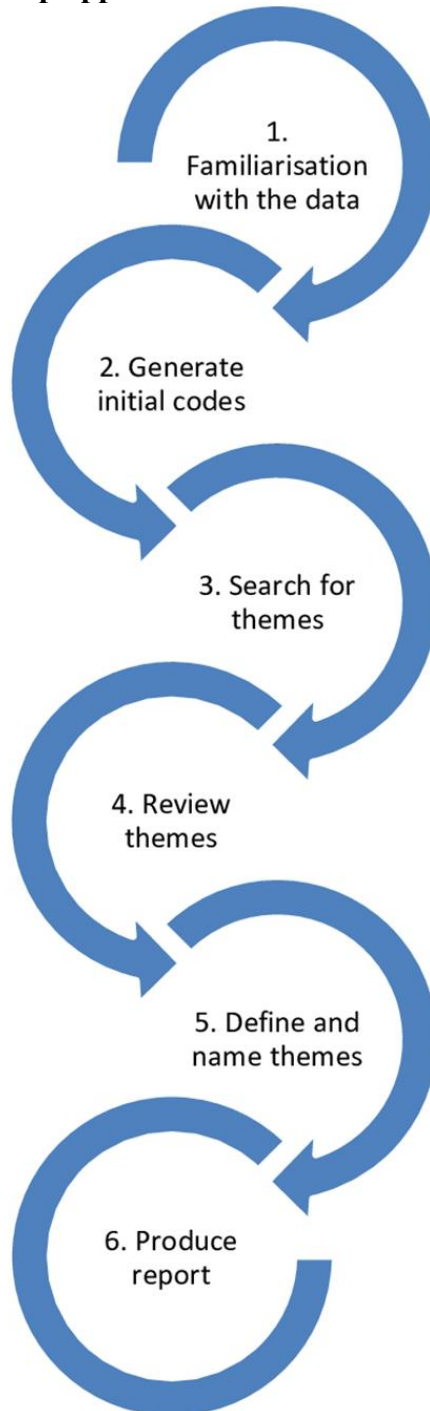 1.
Familiarisation
with the data
2. Generate
initial codes
3. Search for
themes
4. Review
themes
5. Define and
name themes
6. Produce
report